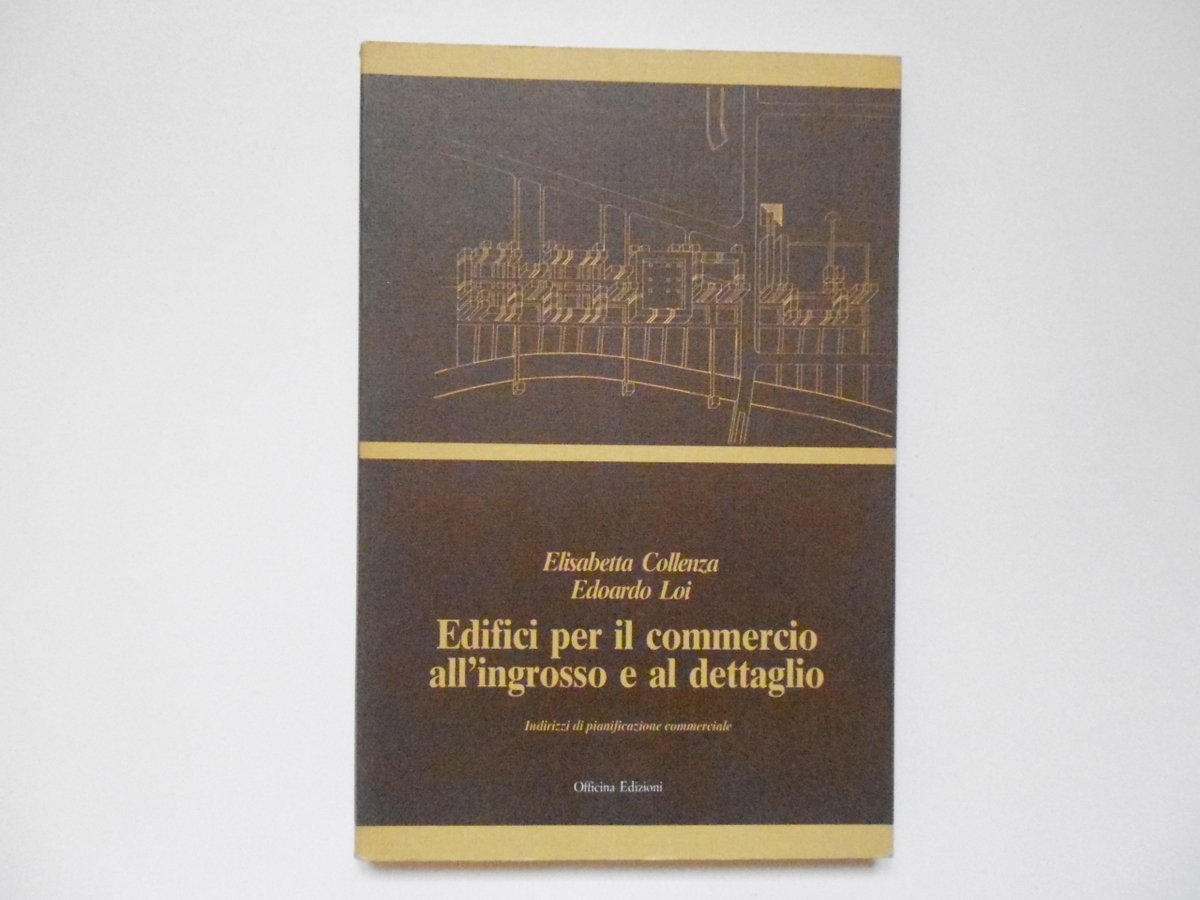 Elisabetta Collenza
Edoardo Loi
Edifici per il commercio
all'ingrosso e al dettaglio
Indirizzi di pianificazione commerciale
Officina Edizioni